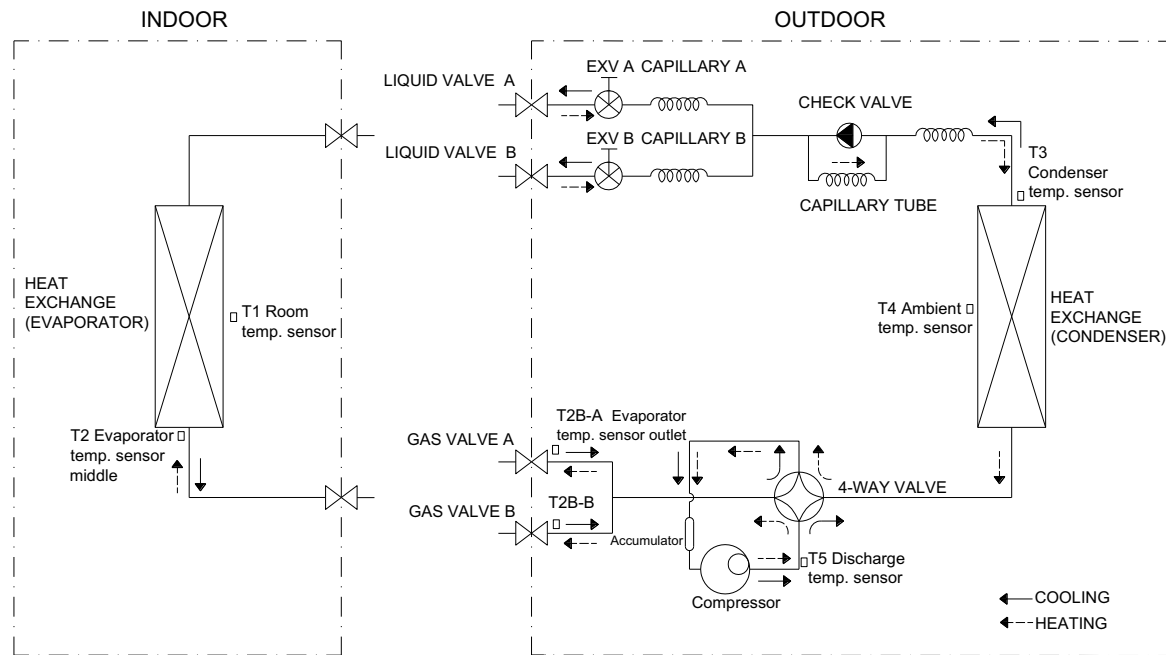 INDOOR
OUTDOOR
LIQUID VALVE A
EXV A CAPILLARY A
LIQUID VALVE B
EXV B CAPILLARY B
CHECK VALVE
CAPILLARY TUBE
T3
Condenser
temp. sensor
HEAT
EXCHANGE
(EVAPORATOR)
T1 Room
temp. sensor
T4 Ambient
temp. sensor
HEAT
EXCHANGE
(CONDENSER)
T2 Evaporator
temp. sensor
middle
GAS VALVE A
T2B-A Evaporator
temp. sensor outlet
GAS VALVE B
T2B-B
4-WAY VALVE
Accumulator
Compressor
T5 Discharge
temp. sensor
COOLING
HEATING